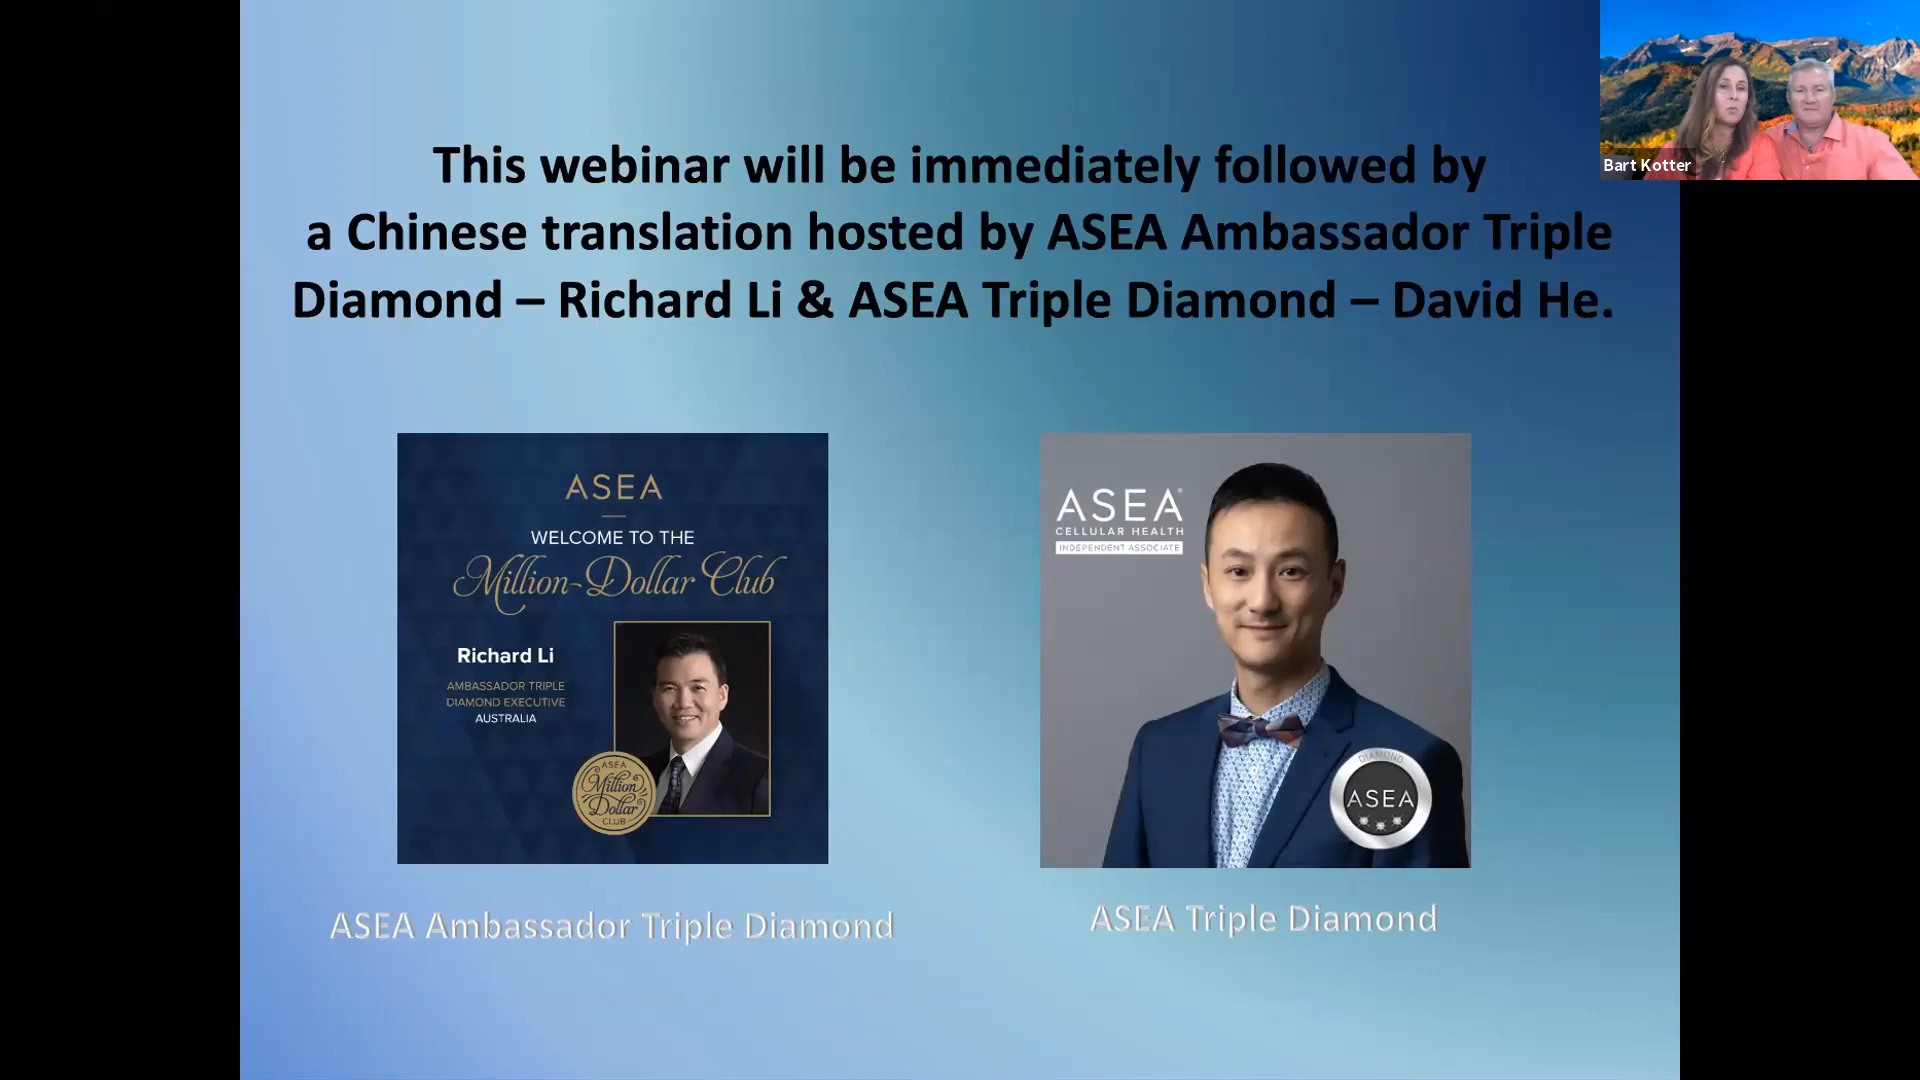 This webinar will be immediately followed by
a Chinese translation hosted by ASEA Ambassador Triple
Diamond – Richard Li & ASEA Triple Diamond – David He.
Bart Kotter
ASEA
WELCOME TO THE
Million-Dollar Club
Richard Li
AMBASSADOR TRIPLE
DIAMOND EXECUTIVE
AUSTRALIA
ASEA
Million
Dollar
CLUB
ASEA®
CELLULAR HEALTH
INDEPENDENT ASSOCIATE
DIAMOND
ASEA
ASEA Ambassador Triple Diamond
ASEA Triple Diamond